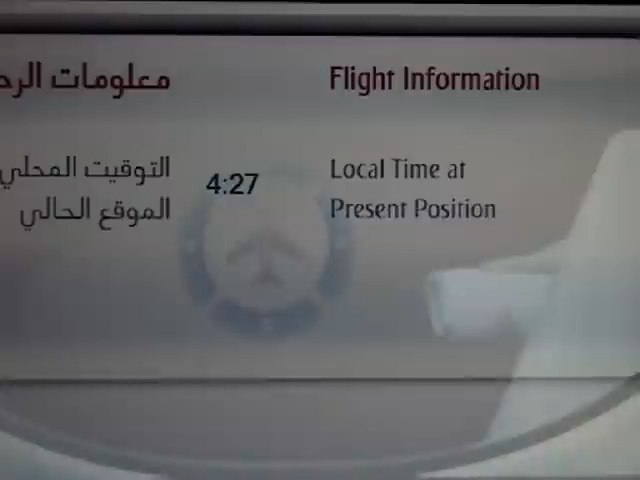 معلومات
Flight Information
التوقيت المحلي
4:27
Local Time at
الموقع الحالي
Present Position